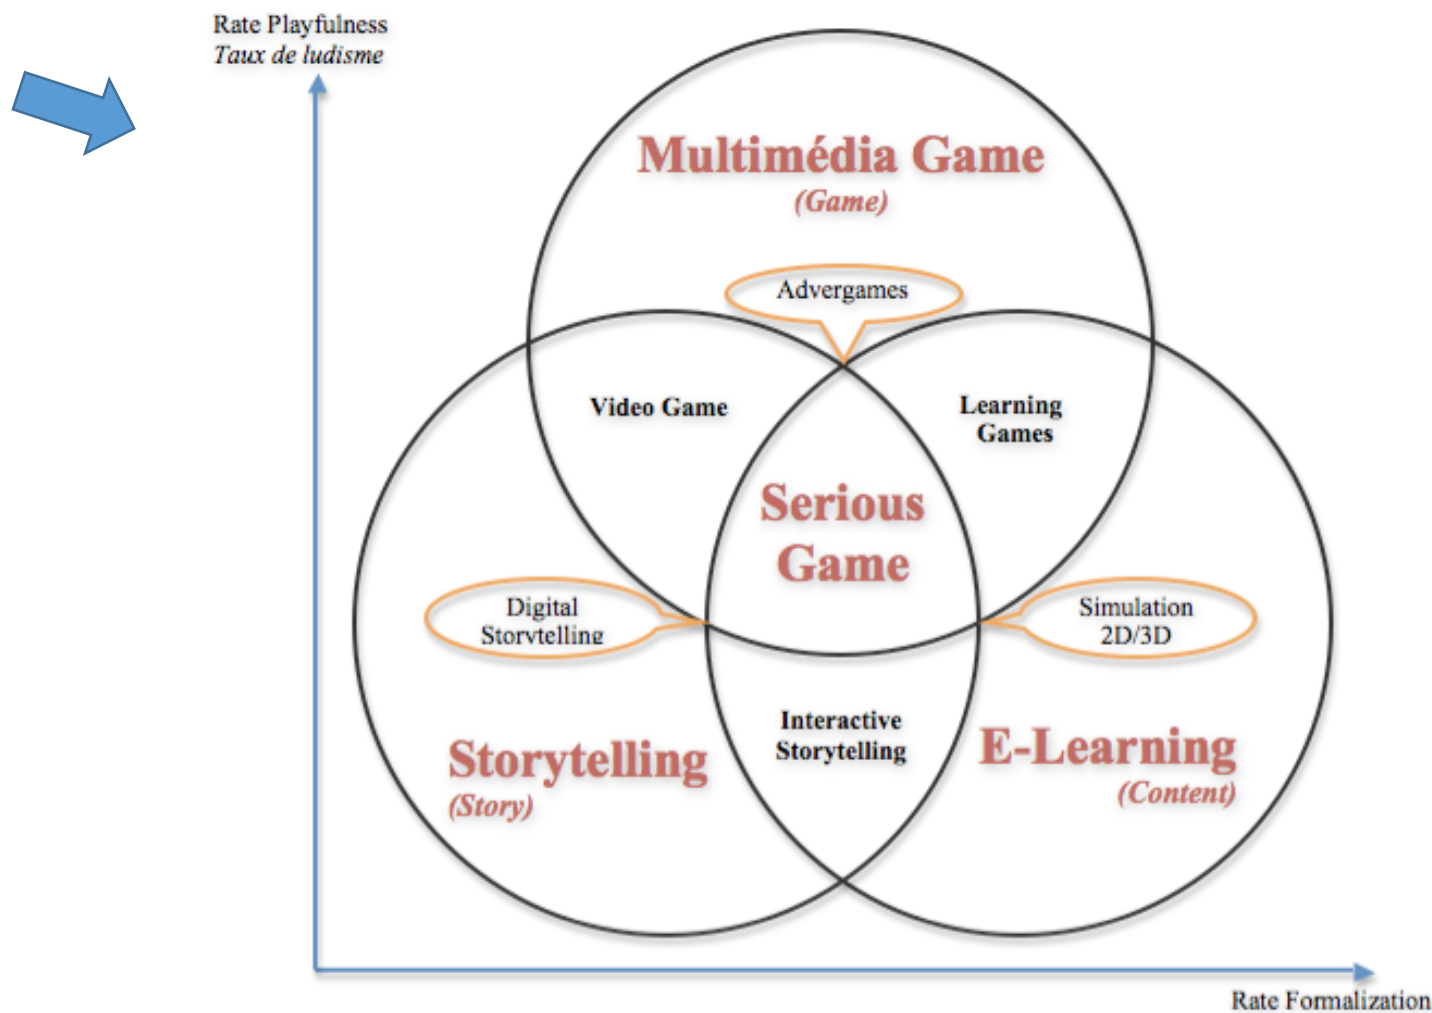 Rate Playfulness
Taux de ludisme
Multimédia Game
(Game)
Advergames
Video Game
Learning
Games
Serious
Game
Digital
Storytelling
Simulation
2D/3D
Interactive
Storytelling
Storytelling
(Story)
E-Learning
(Content)
Rate Formalization